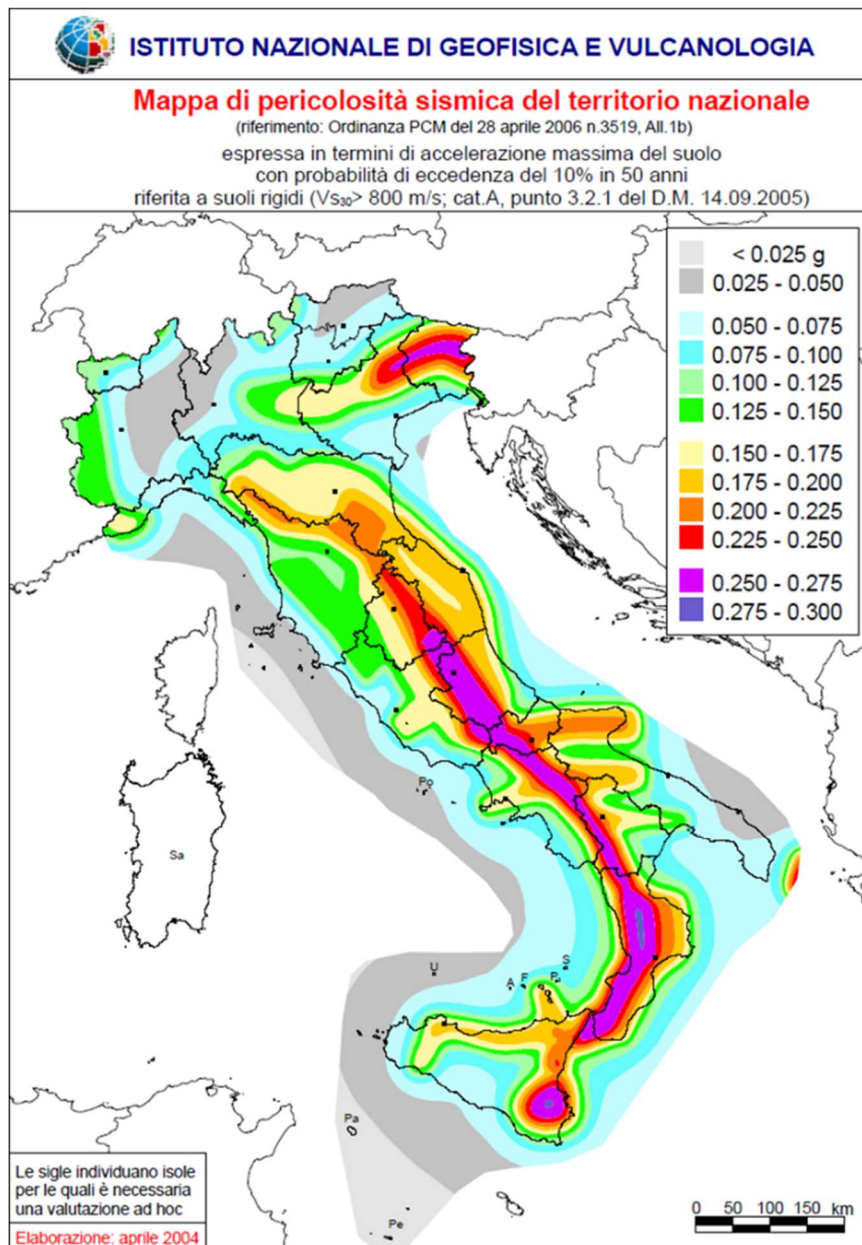 ISTITUTO NAZIONALE DI GEOFISICA E VULCANOLOGIA
Mappa di pericolosità sismica del territorio nazionale
(riferimento: Ordinanza PCM del 28 aprile 2006 n.3519, All.1b)
espressa in termini di accelerazione massima del suolo
con probabilità di eccedenza del 10% in 50 anni
riferita a suoli rigidi (Vs₃₀> 800 m/s; cat.A, punto 3.2.1 del D.M. 14.09.2005)
< 0.025 g
0.025 - 0.050
0.050 - 0.075
0.075 - 0.100
0.100 - 0.125
0.125 - 0.150
0.150 - 0.175
0.175 - 0.200
0.200 - 0.225
0.225 - 0.250
0.250 - 0.275
0.275 - 0.300
Po
Sa
U
A
F
S
Pa
Pe
Le sigle individuano isole
per le quali è necessaria
una valutazione ad hoc
Elaborazione: aprile 2004
0 50 100 150 km